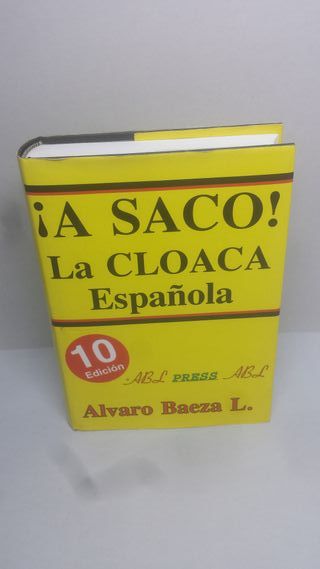 ¡A SACO!
La CLOACA
Española
10
Edición
ABL PRESS ABL
Alvaro Baeza L.